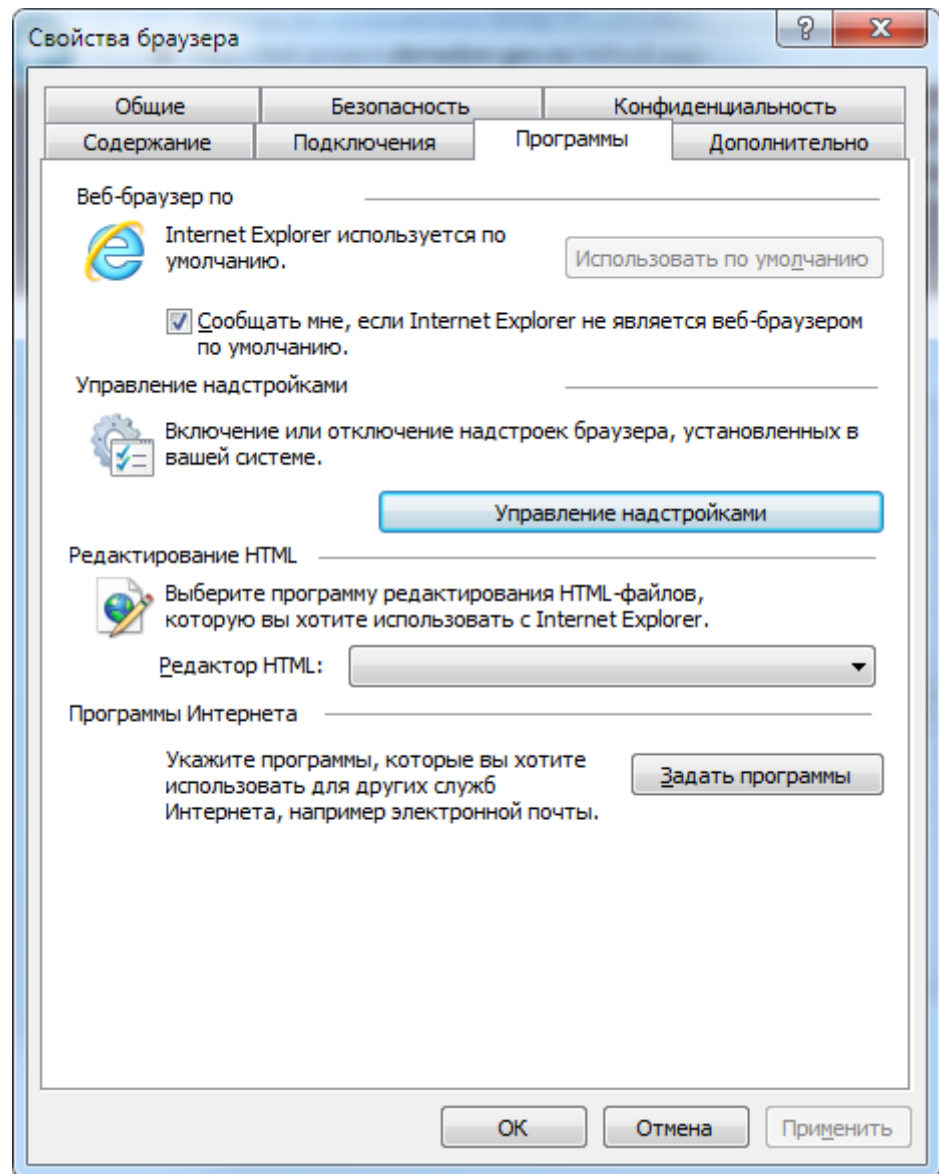 Свойства браузера
Общие
Безопасность
Конфиденциальность
Содержание
Подключения
Программы
Дополнительно
Веб-браузер по
Internet Explorer используется по
умолчанию.
Использовать по умолчанию
Сообщать мне, если Internet Explorer не является веб-браузером
по умолчанию.
Управление надстройками
Включение или отключение надстроек браузера, установленных в
вашей системе.
Управление надстройками
Редактирование HTML
Выберите программу редактирования HTML-файлов,
которую вы хотите использовать с Internet Explorer.
Редактор HTML:
Программы Интернета
Укажите программы, которые вы хотите
использовать для других служб
Интернета, например электронной почты.
Задать программы
ОК
Отмена
Применить